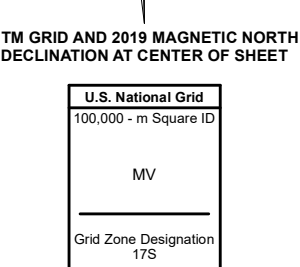 TM GRID AND 2019 MAGNETIC NORTH
DECLINATION AT CENTER OF SHEET
U.S. National Grid
100,000 - m Square ID
MV
Grid Zone Designation
17S